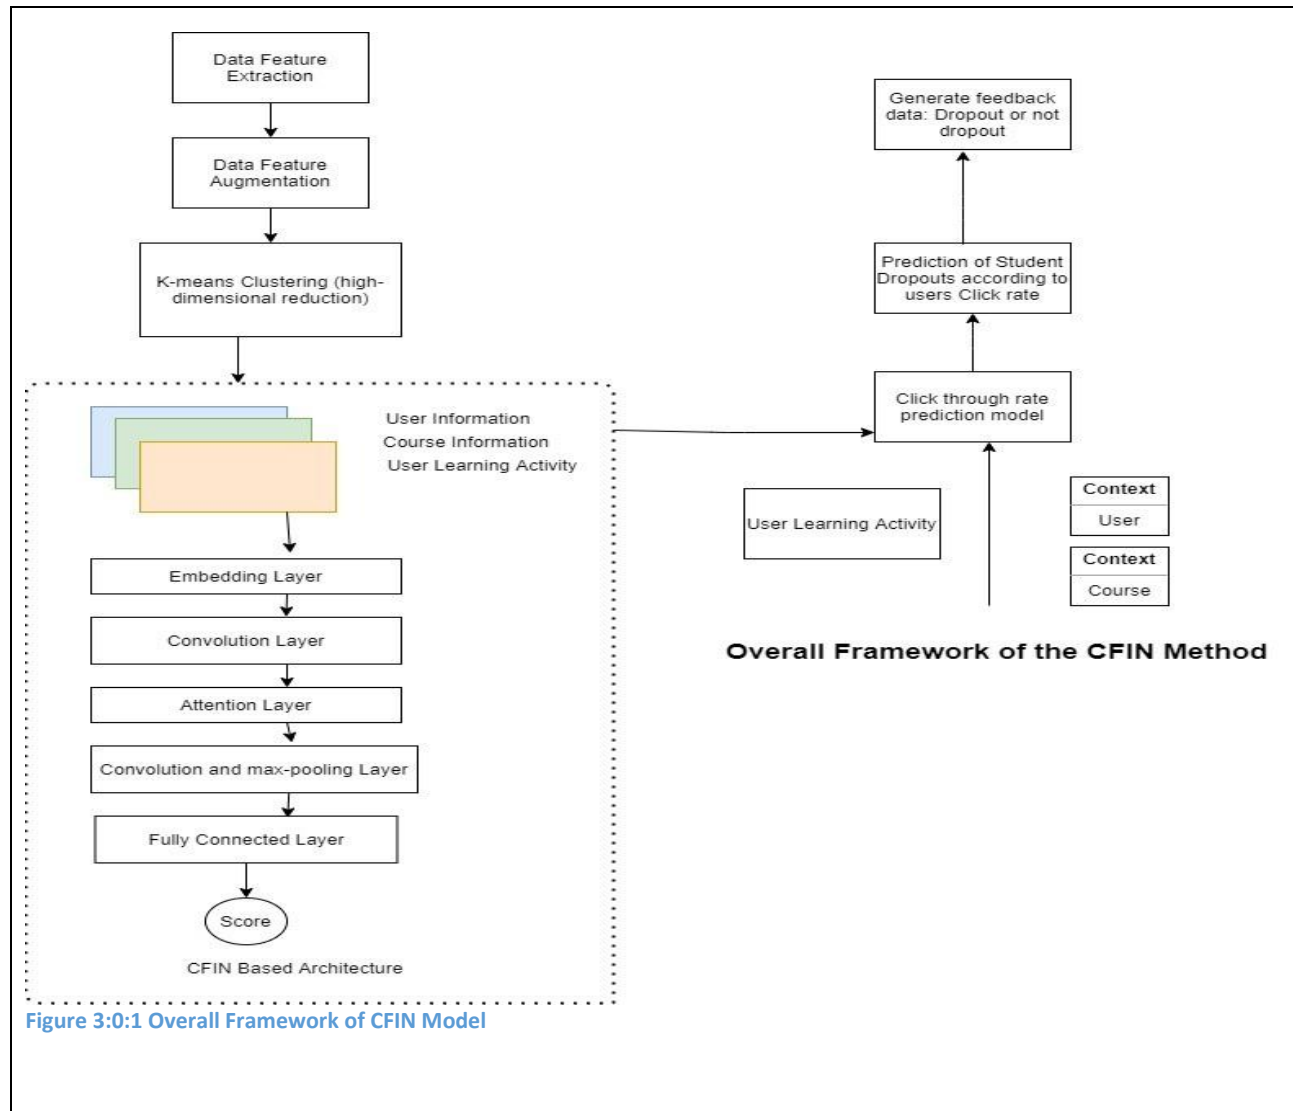 Data Feature
Extraction
Data Feature
Augmentation
K-means Clustering (high-
dimensional reduction)
User Information
Course Information
User Learning Activity
Embedding Layer
Convolution Layer
Attention Layer
Convolution and max-pooling Layer
Fully Connected Layer
Score
CFIN Based Architecture
Generate feedback
data: Dropout or not
dropout
Prediction of Student
Dropouts according to
users Click rate
Click through rate
prediction model
User Learning Activity
Context
User
Context
Course
Overall Framework of the CFIN Method
Figure 3:0:1 Overall Framework of CFIN Model